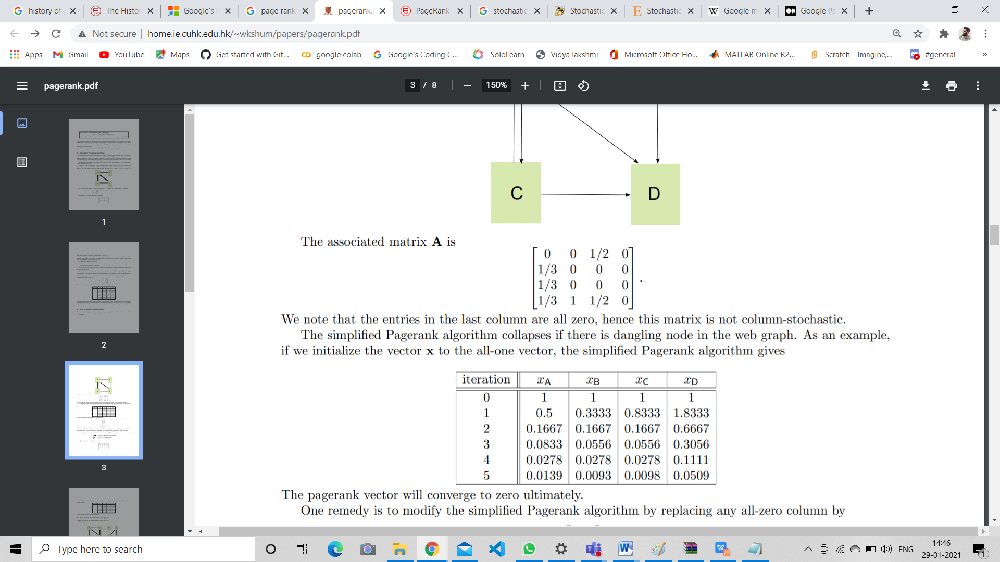 history of
The Histor
Google's P
page rank
pagerank.
PageRank
stochastic
Stochastic
Stochastic
Google m
Google Pa
Not secure | home.ie.cuhk.edu.hk/~wkshum/papers/pagerank.pdf
Apps Gmail YouTube Maps Get started with Git... google colab Google's Coding C... SoloLearn Vidya lakshmi Microsoft Office Ho... MATLAB Online R2... Scratch - Imagine,... #general »
pagerank.pdf 3 / 8 150%
1
2
3
C D
The associated matrix A is
0 0 1/2 0
1/3 0 0 0
1/3 0 0 0
1/3 1 1/2 0
.
We note that the entries in the last column are all zero, hence this matrix is not column-stochastic.
The simplified Pagerank algorithm collapses if there is dangling node in the web graph. As an example,
if we initialize the vector x to the all-one vector, the simplified Pagerank algorithm gives
iteration xA xB xC xD
0 1 1 1 1
1 0.5 0.3333 0.8333 1.8333
2 0.1667 0.1667 0.1667 0.6667
3 0.0833 0.0556 0.0556 0.3056
4 0.0278 0.0278 0.0278 0.1111
5 0.0139 0.0093 0.0098 0.0509
The pagerank vector will converge to zero ultimately.
One remedy is to modify the simplified Pagerank algorithm by replacing any all-zero column by
Type here to search
ENG
14:46
29-01-2021
1